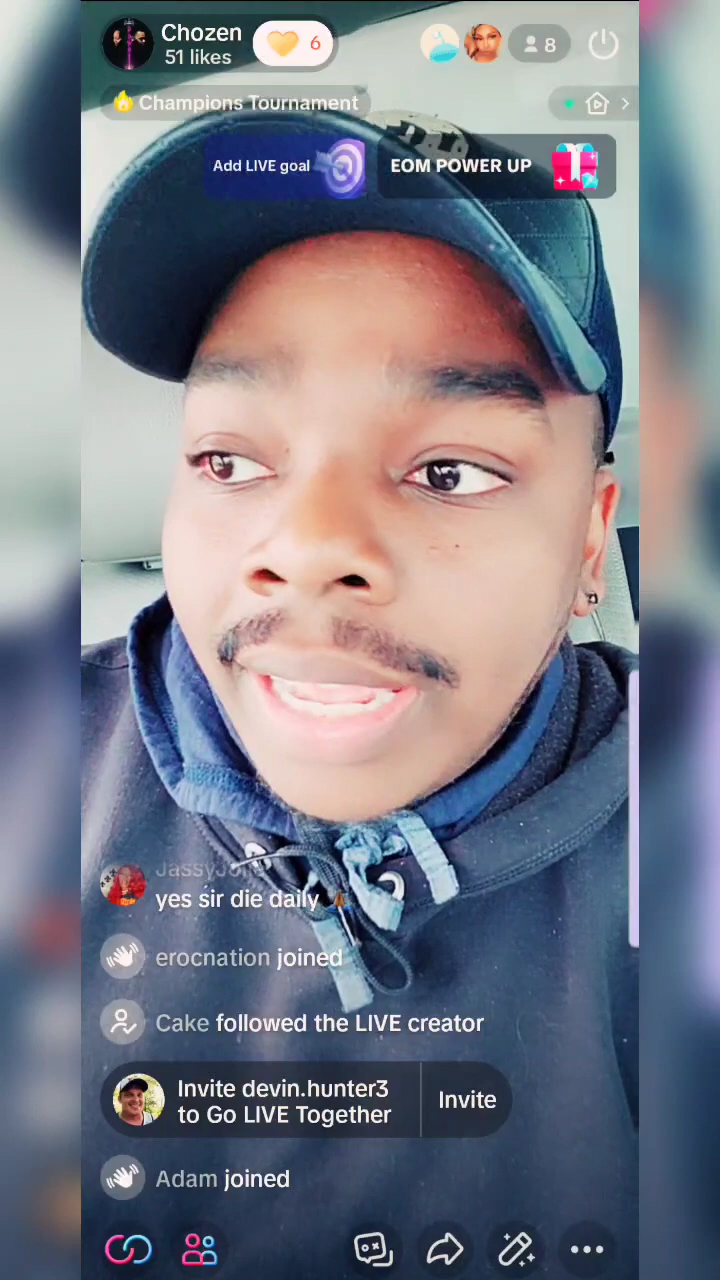 Chozen
51 likes
6
8
Champions Tournament
Add LIVE goal
EOM POWER UP
JassyJo
yes sir die daily
erocnation joined
Cake followed the LIVE creator
Invite devin.hunter3
to Go LIVE Together
Invite
Adam joined